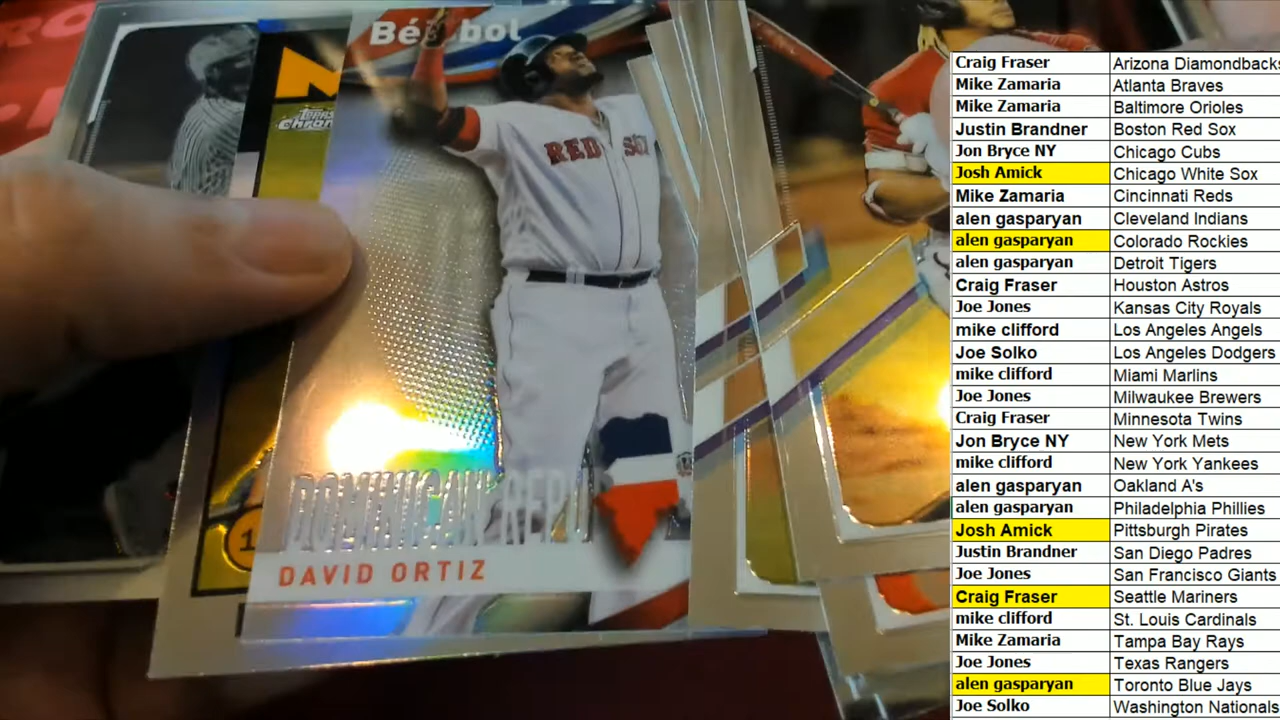 Béisbol
N
Topps
Chrome
RED SOX
DOMINICAN REPU
DAVID ORTIZ
1
Craig Fraser Arizona Diamondbacks
Mike Zamaria Atlanta Braves
Mike Zamaria Baltimore Orioles
Justin Brandner Boston Red Sox
Jon Bryce NY Chicago Cubs
Josh Amick Chicago White Sox
Mike Zamaria Cincinnati Reds
alen gasparyan Cleveland Indians
alen gasparyan Colorado Rockies
alen gasparyan Detroit Tigers
Craig Fraser Houston Astros
Joe Jones Kansas City Royals
mike clifford Los Angeles Angels
Joe Solko Los Angeles Dodgers
mike clifford Miami Marlins
Joe Jones Milwaukee Brewers
Craig Fraser Minnesota Twins
Jon Bryce NY New York Mets
mike clifford New York Yankees
alen gasparyan Oakland A's
alen gasparyan Philadelphia Phillies
Josh Amick Pittsburgh Pirates
Justin Brandner San Diego Padres
Joe Jones San Francisco Giants
Craig Fraser Seattle Mariners
mike clifford St. Louis Cardinals
Mike Zamaria Tampa Bay Rays
Joe Jones Texas Rangers
alen gasparyan Toronto Blue Jays
Joe Solko Washington Nationals